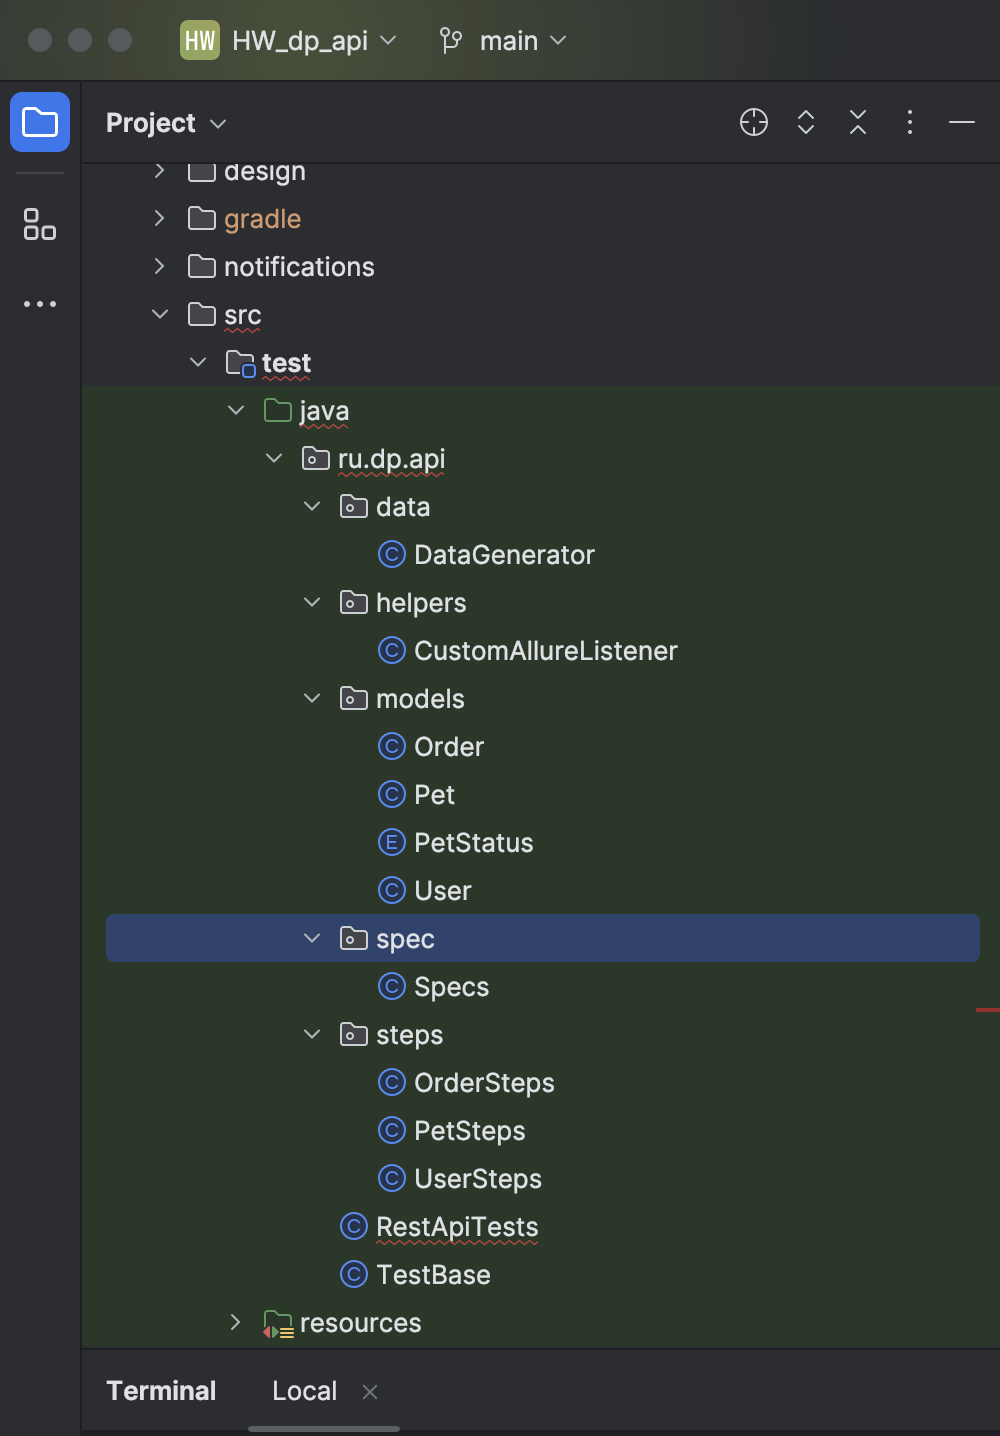 HW HW_dp_api main
Project
design
gradle
notifications
src
test
java
ru.dp.api
data
C DataGenerator
helpers
C CustomAllureListener
models
C Order
C Pet
E PetStatus
C User
spec
C Specs
steps
C OrderSteps
C PetSteps
C UserSteps
C RestApiTests
C TestBase
resources
Terminal Local